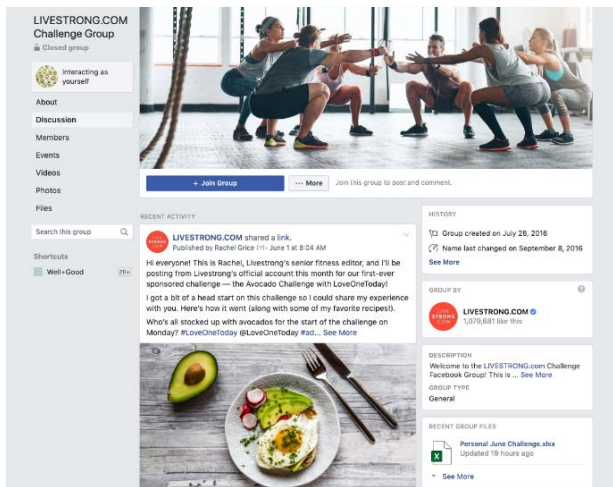 LIVESTRONG.COM
Challenge Group
Closed group
Interacting as
yourself
About
Discussion
Members
Events
Videos
Photos
Files
Search this group
Shortcuts
Well+Good
20+
+ Join Group
··· More
Join this group to post and comment.
RECENT ACTIVITY
LIVESTRONG.COM shared a link.
Published by Rachel Grice [?] · June 1 at 8:04 AM
Hi everyone! This is Rachel, Livestrong's senior fitness editor, and I'll be
posting from Livestrong's official account this month for our first-ever
sponsored challenge — the Avocado Challenge with LoveOneToday!
I got a bit of a head start on this challenge so I could share my experience
with you. Here's how it went (along with some of my favorite recipes!).
Who's all stocked up with avocados for the start of the challenge on
Monday? #LoveOneToday @LoveOneToday #ad... See More
HISTORY
Group created on July 28, 2016
Name last changed on September 8, 2016
See More
GROUP BY
LIVE
STRONG
.COM
LIVESTRONG.COM
1,079,681 like this
DESCRIPTION
Welcome to the LIVESTRONG.com Challenge
Facebook Group! This is ... See More
GROUP TYPE
General
RECENT GROUP FILES
Personal June Challenge.xlsx
Updated 19 hours ago
See More